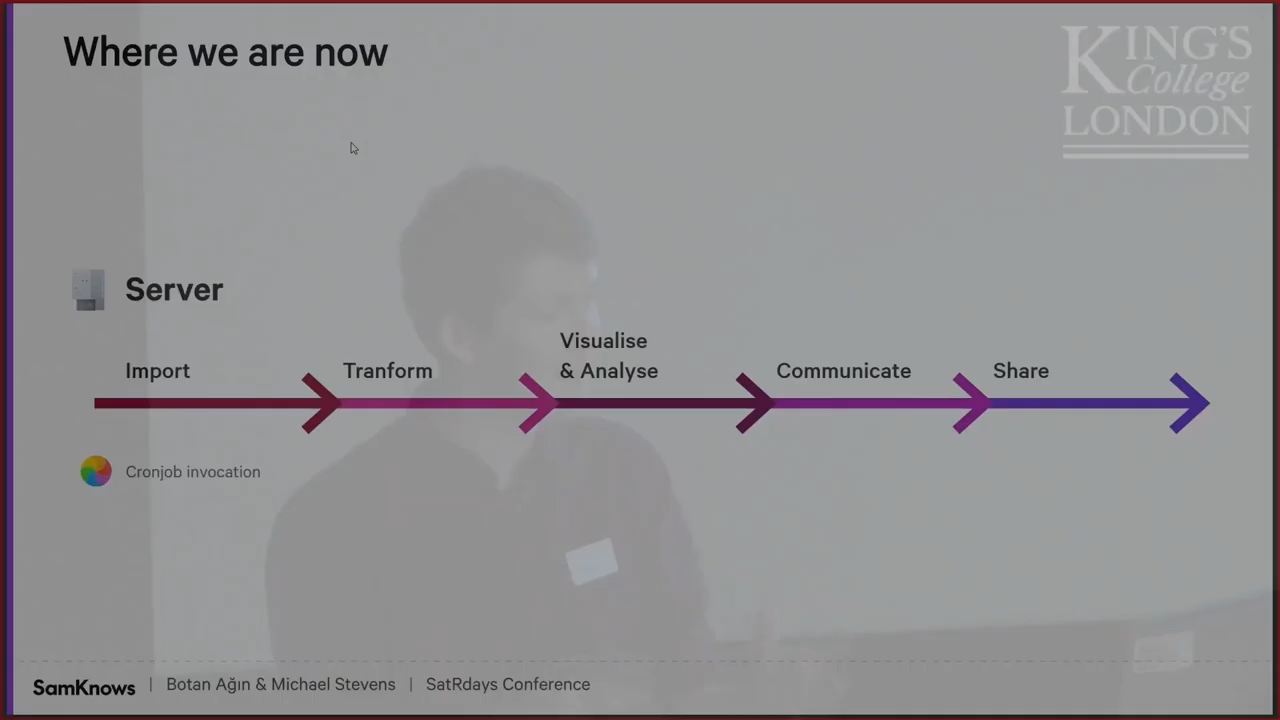 Where we are now
KING'S
College
LONDON
Server
Visualise
Import Tranform & Analyse Communicate Share
Cronjob invocation
SamKnows | Botan Ağın & Michael Stevens | SatRdays Conference